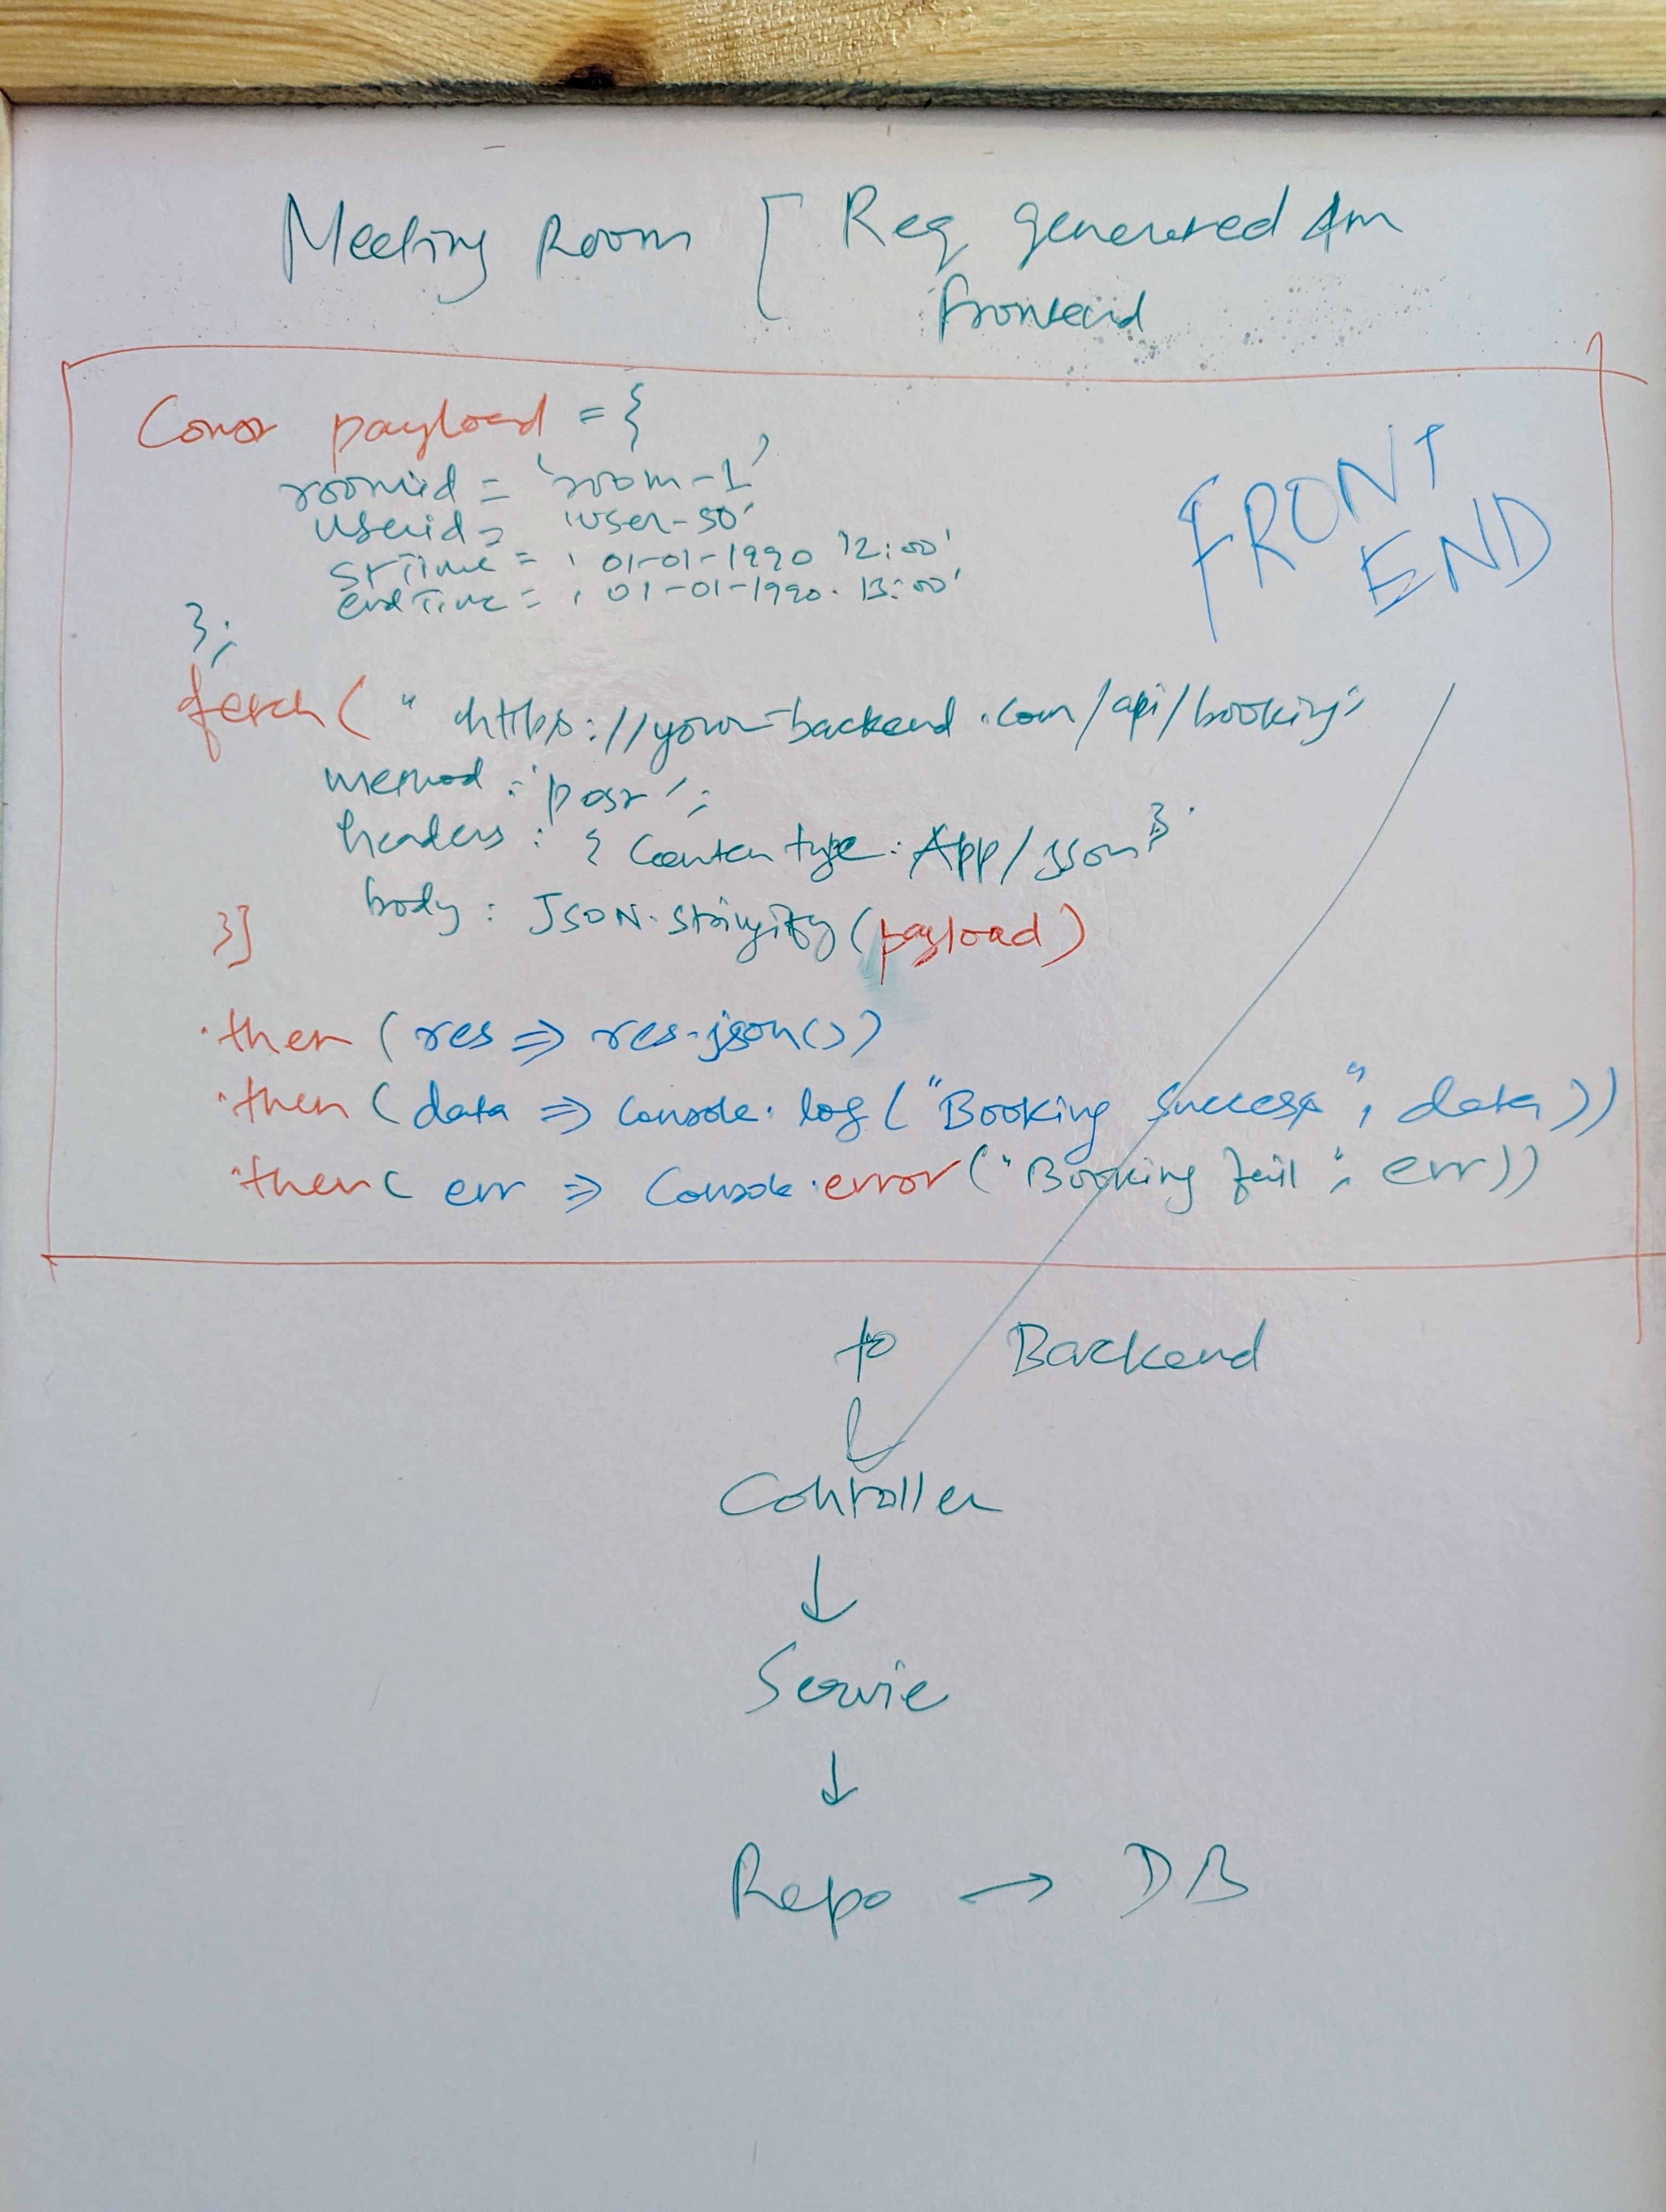 Meeting Room [ Req generated from
frontend
Const payload = {
roomid = 'room-1'
userid = 'user-50'
StTime = '01-01-1990 12:00'
endTime = '01-01-1990 13:00'
};
fetch( " https://your-backend.com/api/booking"
method : 'post';
headers : { Conten type: App/json }
body : JSON.Stringify(payload)
}]
.then (res => res.json())
.then (data => Console.log("Booking Success", data))
.then ( err => Console.error("Booking fail", err))
FRONT
END
to Backend
Controller
↓
Servie
↓
Repo → DB